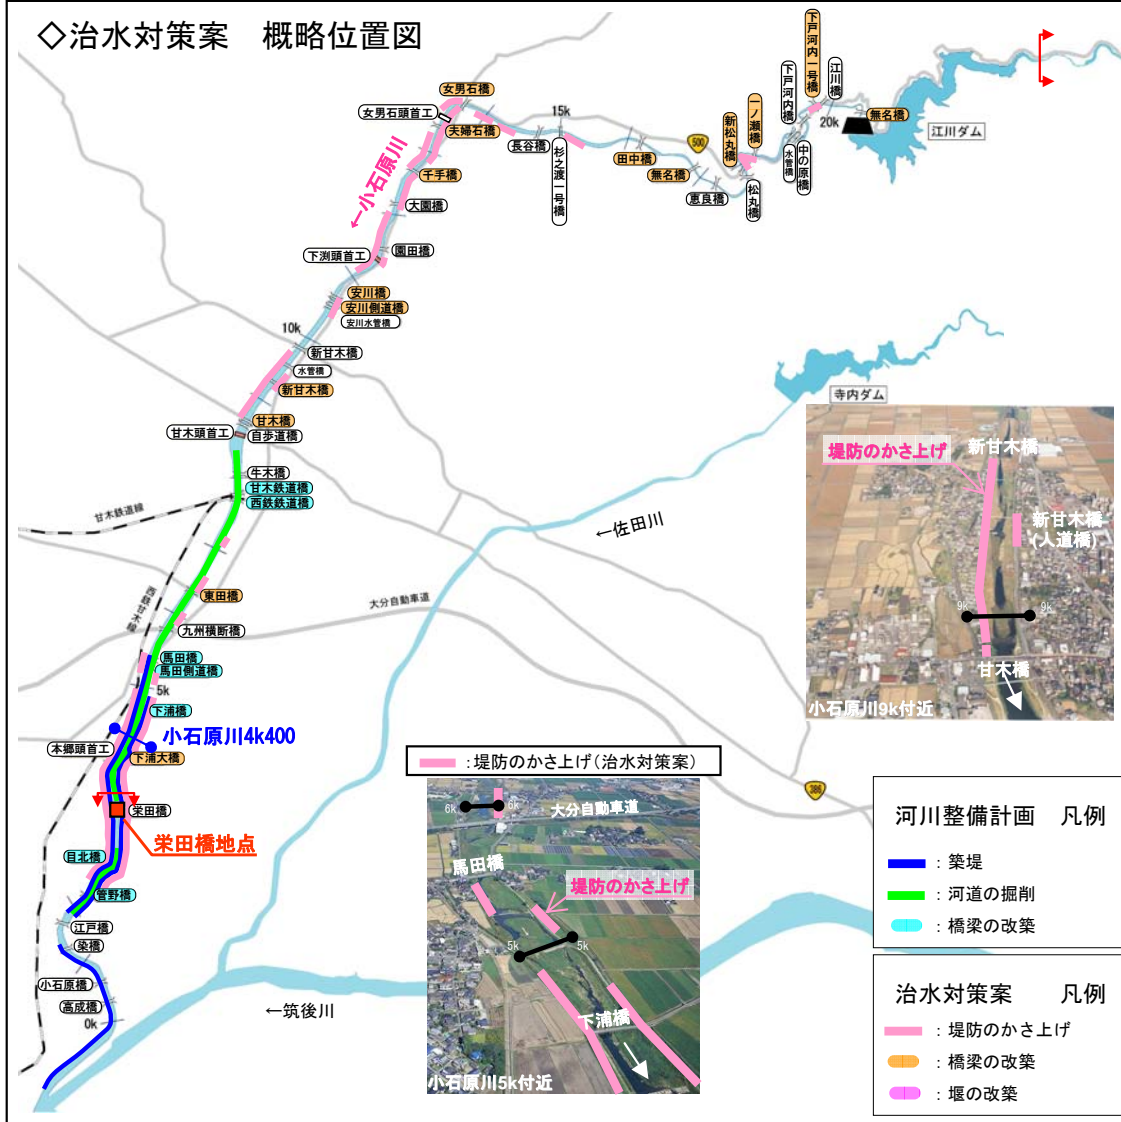 ◇治水対策案　概略位置図
女男石橋
女男石頭首工
夫婦石橋
15k
長谷橋
杉之渡一号橋
田中橋
無名橋
500
恵良橋
新松丸橋
一ノ瀬橋
松丸橋
下戸河内橋
下戸河内一号橋
江川橋
20k
水管橋
中の原橋
無名橋
江川ダム
←小石原川
千手橋
大園橋
下渕頭首工
園田橋
安川橋
安川側道橋
安川水管橋
10k
新甘木橋
水管橋
新甘木橋
甘木橋
甘木頭首工
自歩道橋
牛木橋
甘木鉄道橋
西鉄鉄道橋
甘木鉄道線
西鉄甘木線
寺内ダム
←佐田川
東田橋
大分自動車道
九州横断橋
馬田橋
馬田側道橋
5k
下浦橋
小石原川4k400
本郷頭首工
下浦大橋
栄田橋
栄田橋地点
目北橋
管野橋
江戸橋
染橋
小石原橋
高成橋
0k
←筑後川
386
堤防のかさ上げ
新甘木橋
新甘木橋
(人道橋)
9k
9k
甘木橋
小石原川9k付近
：堤防のかさ上げ(治水対策案)
6k
6k
大分自動車道
馬田橋
堤防のかさ上げ
5k
5k
下浦橋
小石原川5k付近
河川整備計画　凡例
：築堤
：河道の掘削
：橋梁の改築
治水対策案　凡例
：堤防のかさ上げ
：橋梁の改築
：堰の改築